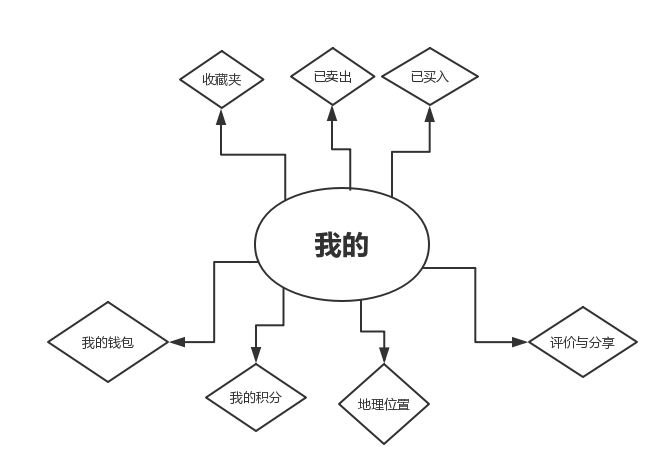 收藏夹
已卖出
已买入
我的
我的钱包
我的积分
地理位置
评价与分享